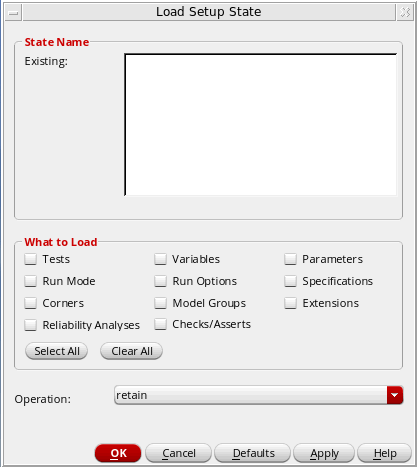 Load Setup State
State Name
Existing:
What to Load
Tests Variables Parameters
Run Mode Run Options Specifications
Corners Model Groups Extensions
Reliability Analyses Checks/Asserts
Select All Clear All
Operation: retain
OK Cancel Defaults Apply Help